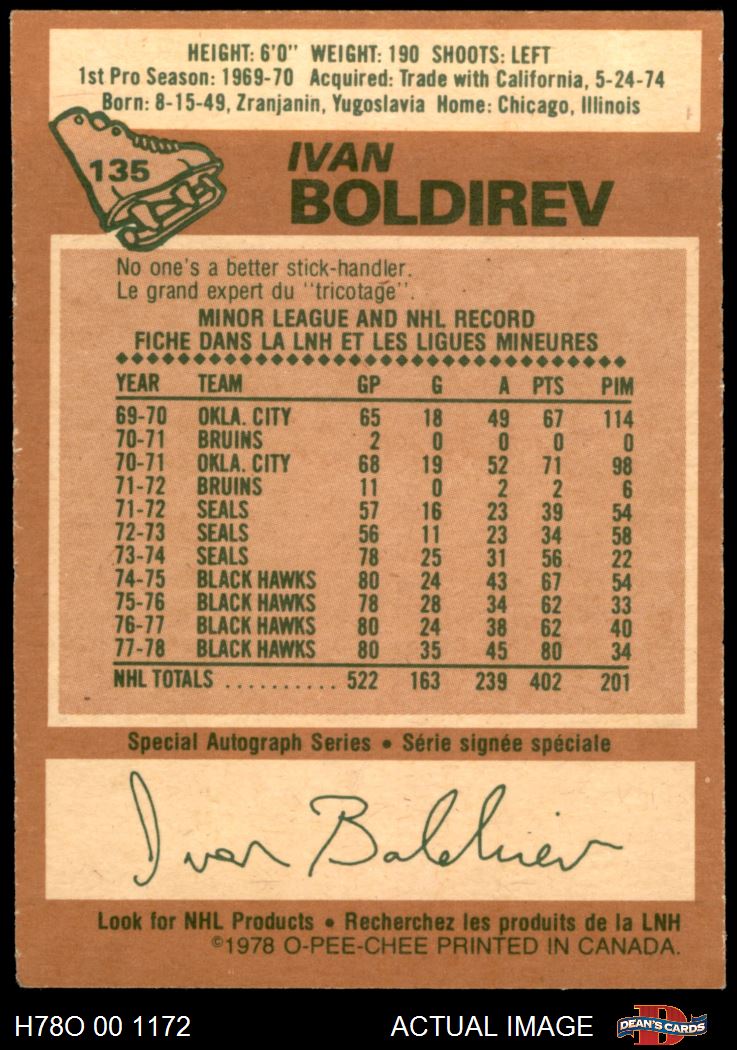 HEIGHT: 6'0" WEIGHT: 190 SHOOTS: LEFT
1st Pro Season: 1969-70 Acquired: Trade with California, 5-24-74
Born: 8-15-49, Zranjanin, Yugoslavia Home: Chicago, Illinois
135
IVAN
BOLDIREV
No one's a better stick-handler.
Le grand expert du "tricotage".
MINOR LEAGUE AND NHL RECORD
FICHE DANS LA LNH ET LES LIGUES MINEURES
YEAR TEAM GP G A PTS PIM
69-70 OKLA. CITY 65 18 49 67 114
70-71 BRUINS 2 0 0 0 0
70-71 OKLA. CITY 68 19 52 71 98
71-72 BRUINS 11 0 2 2 6
71-72 SEALS 57 16 23 39 54
72-73 SEALS 56 11 23 34 58
73-74 SEALS 78 25 31 56 22
74-75 BLACK HAWKS 80 24 43 67 54
75-76 BLACK HAWKS 78 28 34 62 33
76-77 BLACK HAWKS 80 24 38 62 40
77-78 BLACK HAWKS 80 35 45 80 34
NHL TOTALS .......... 522 163 239 402 201
Special Autograph Series • Série signée spéciale
Ivan Boldirev
Look for NHL Products • Recherchez les produits de la LNH
©1978 O-PEE-CHEE PRINTED IN CANADA.
H78O 00 1172 ACTUAL IMAGE DEAN'S CARDS